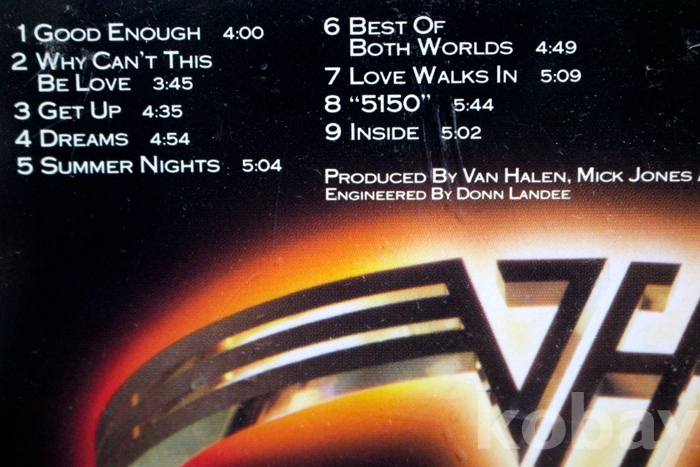 1 GOOD ENOUGH 4:00
2 WHY CAN'T THIS
BE LOVE 3:45
3 GET UP 4:35
4 DREAMS 4:54
5 SUMMER NIGHTS 5:04
6 BEST OF
BOTH WORLDS 4:49
7 LOVE WALKS IN 5:09
8 "5150" 5:44
9 INSIDE 5:02
PRODUCED BY VAN HALEN, MICK JONES
ENGINEERED BY DONN LANDEE
VH
kobay